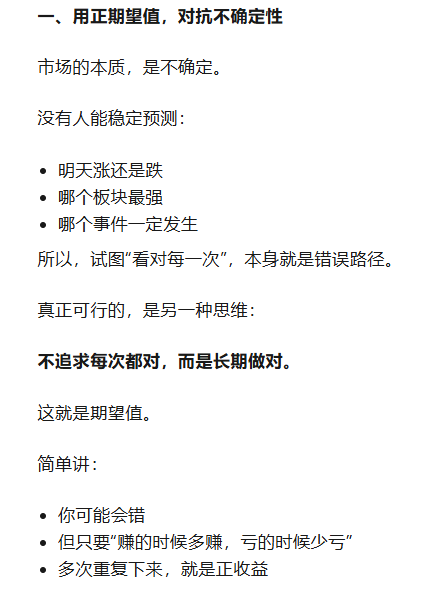 一、用正期望值，对抗不确定性
市场的本质，是不确定。
没有人能稳定预测：
• 明天涨还是跌
• 哪个板块最强
• 哪个事件一定发生
所以，试图“看对每一次”，本身就是错误路径。
真正可行的，是另一种思维：
不追求每次都对，而是长期做对。
这就是期望值。
简单讲：
• 你可能会错
• 但只要“赚的时候多赚，亏的时候少亏”
• 多次重复下来，就是正收益